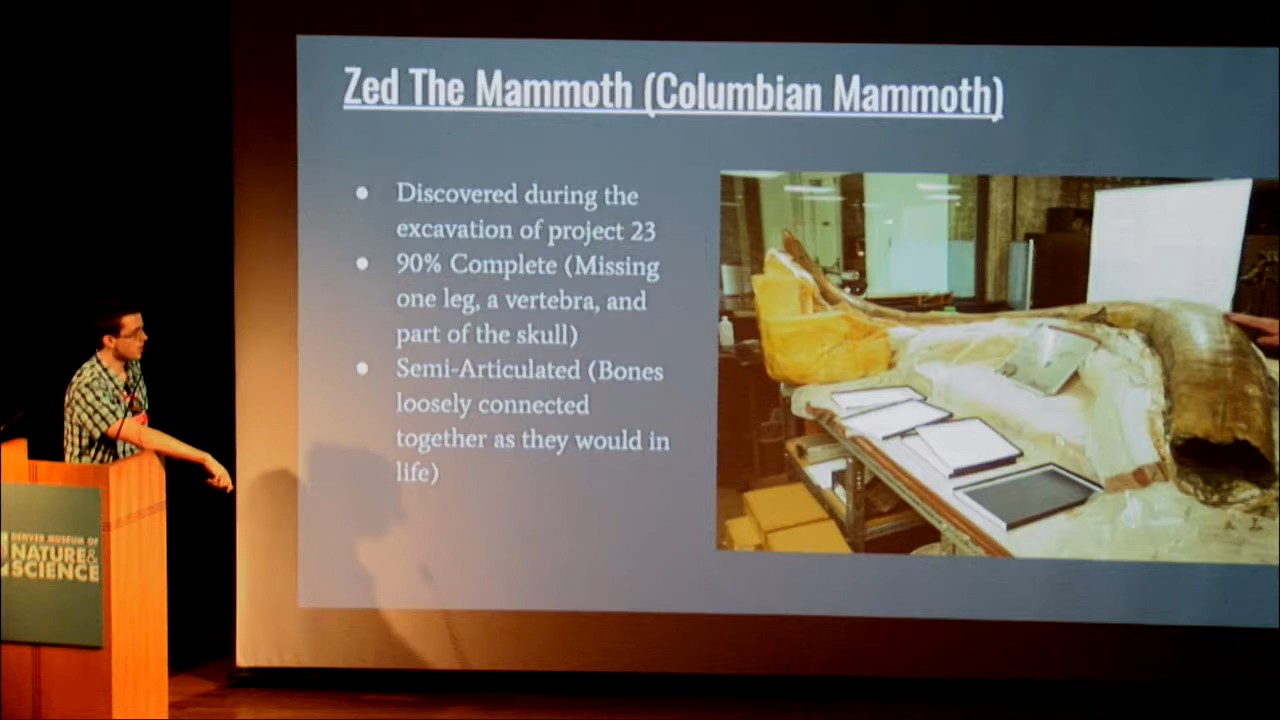 Zed The Mammoth (Columbian Mammoth)
● Discovered during the
excavation of project 23
● 90% Complete (Missing
one leg, a vertebra, and
part of the skull)
● Semi-Articulated (Bones
loosely connected
together as they would in
life)
DENVER MUSEUM OF
NATURE&
SCIENCE